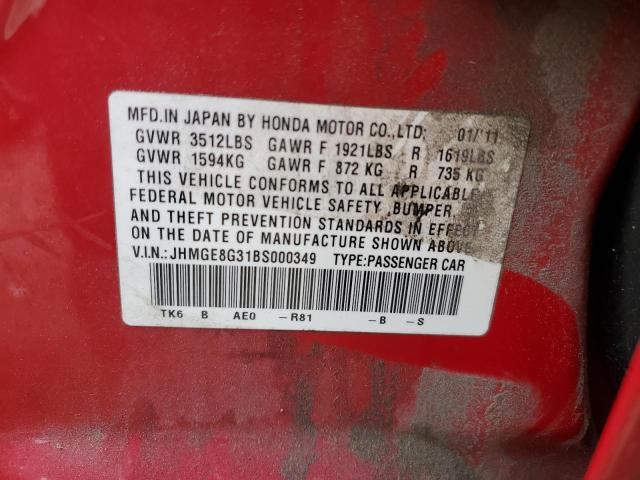 MFD.IN JAPAN BY HONDA MOTOR CO.,LTD: 01/'11
GVWR 3512LBS GAWR F 1921LBS R 1619LBS
GVWR 1594KG GAWR F 872 KG R 735 KG
THIS VEHICLE CONFORMS TO ALL APPLICABLE
FEDERAL MOTOR VEHICLE SAFETY, BUMPER,
AND THEFT PREVENTION STANDARDS IN EFFECT
ON THE DATE OF MANUFACTURE SHOWN ABOVE.
V.I.N.:JHMGE8G31BS000349 TYPE:PASSENGER CAR
TK6 B AE0 -R81 -B -S